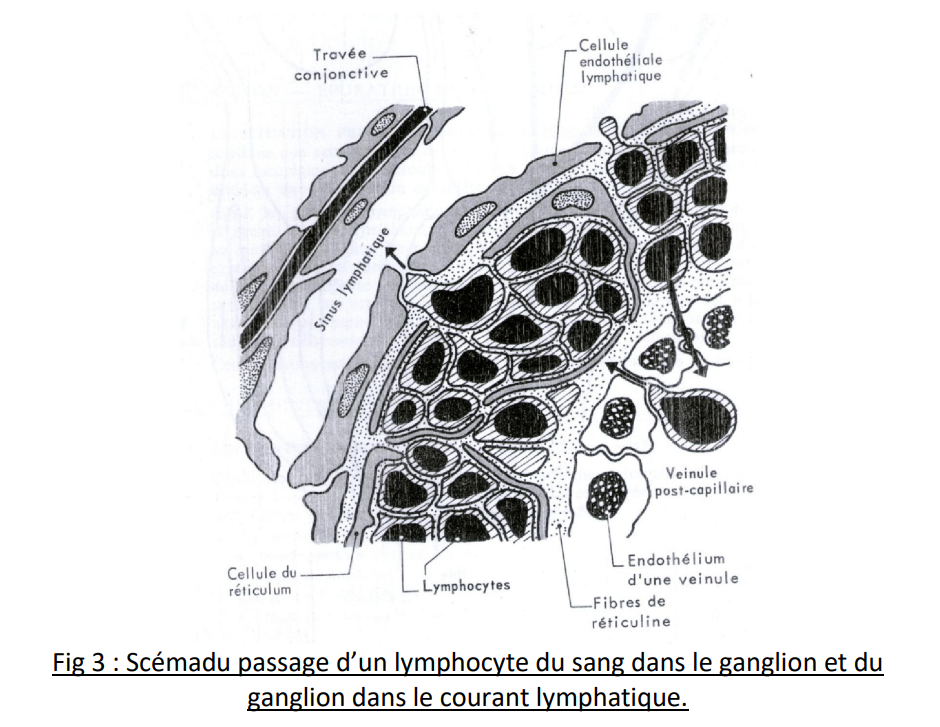 Travée
conjonctive
Cellule
endothéliale
lymphatique
Sinus lymphatique
Veinule
post-capillaire
Endothélium
d'une veinule
Cellule du
réticulum
Lymphocytes
Fibres de
réticuline
Fig 3 : Scémadu passage d'un lymphocyte du sang dans le ganglion et du
ganglion dans le courant lymphatique.